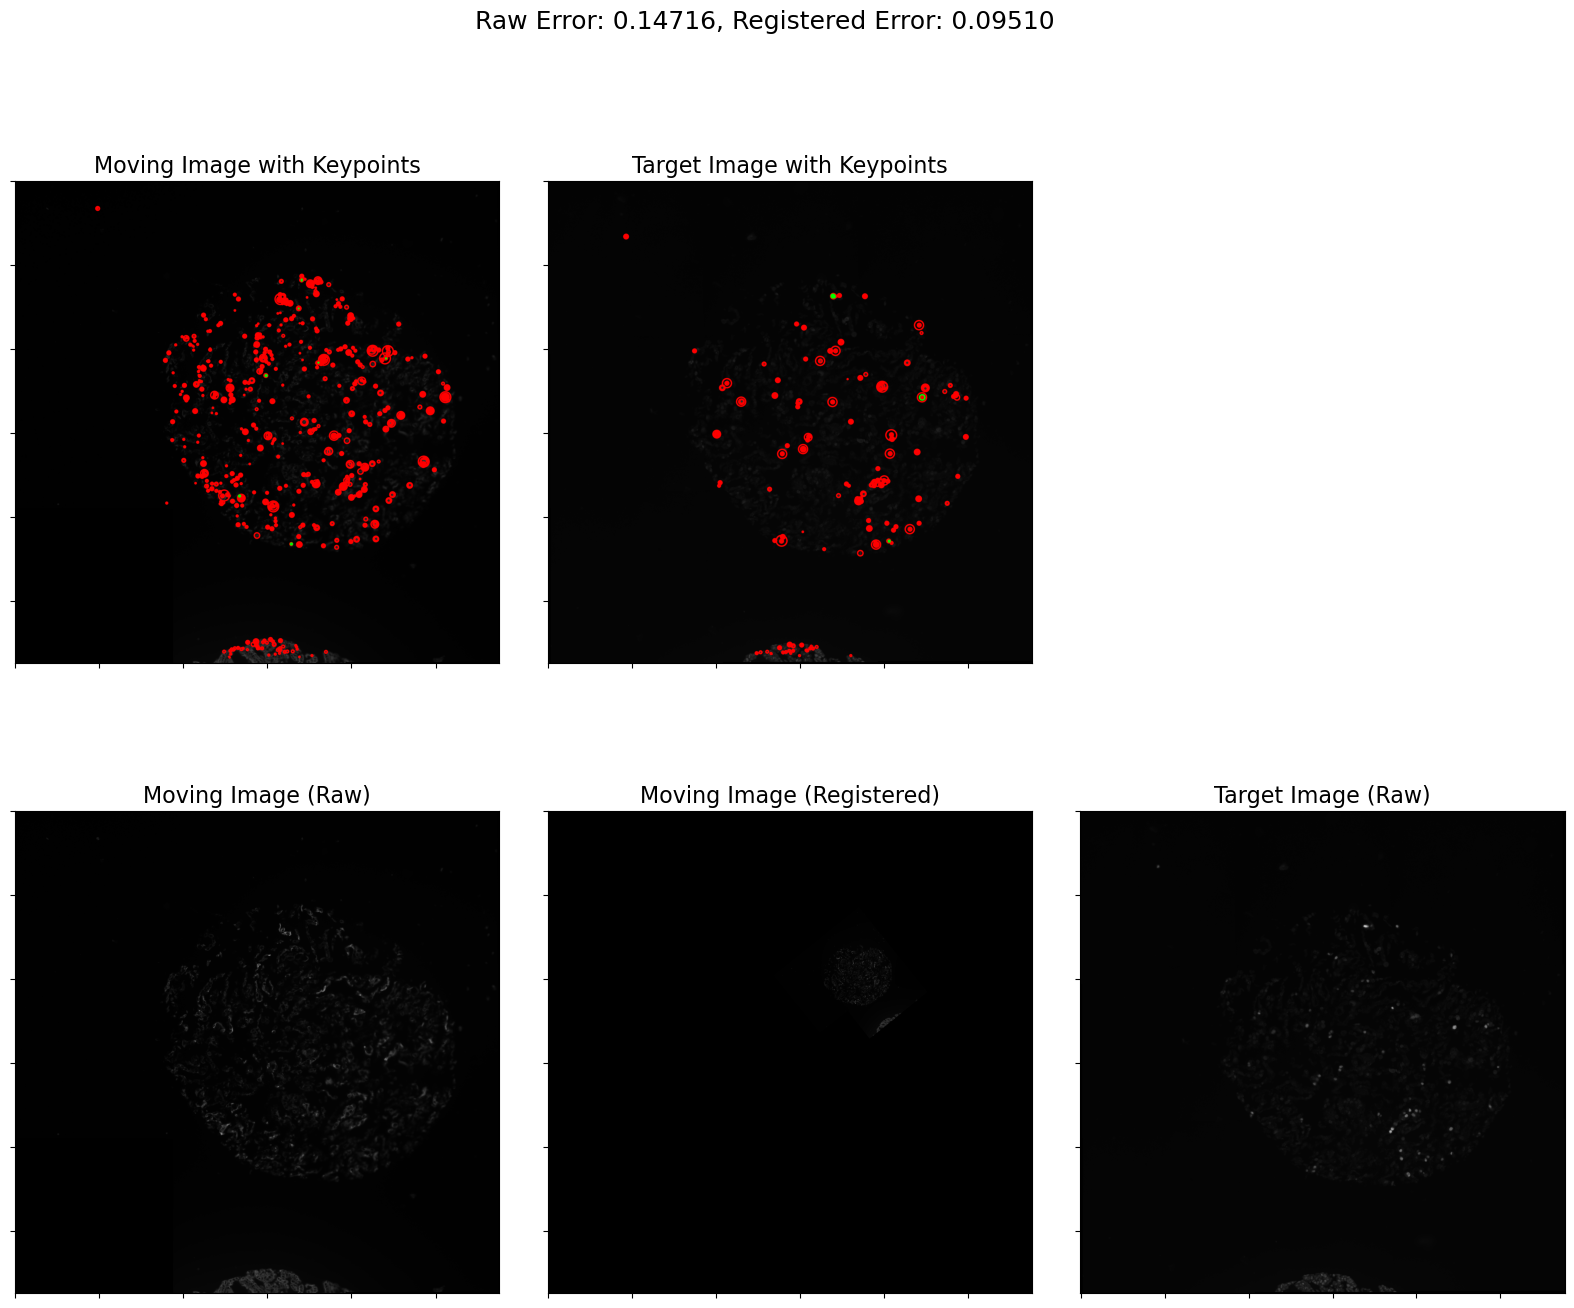 Raw Error: 0.14716, Registered Error: 0.09510
Moving Image with Keypoints
Target Image with Keypoints
Moving Image (Raw)
Moving Image (Registered)
Target Image (Raw)